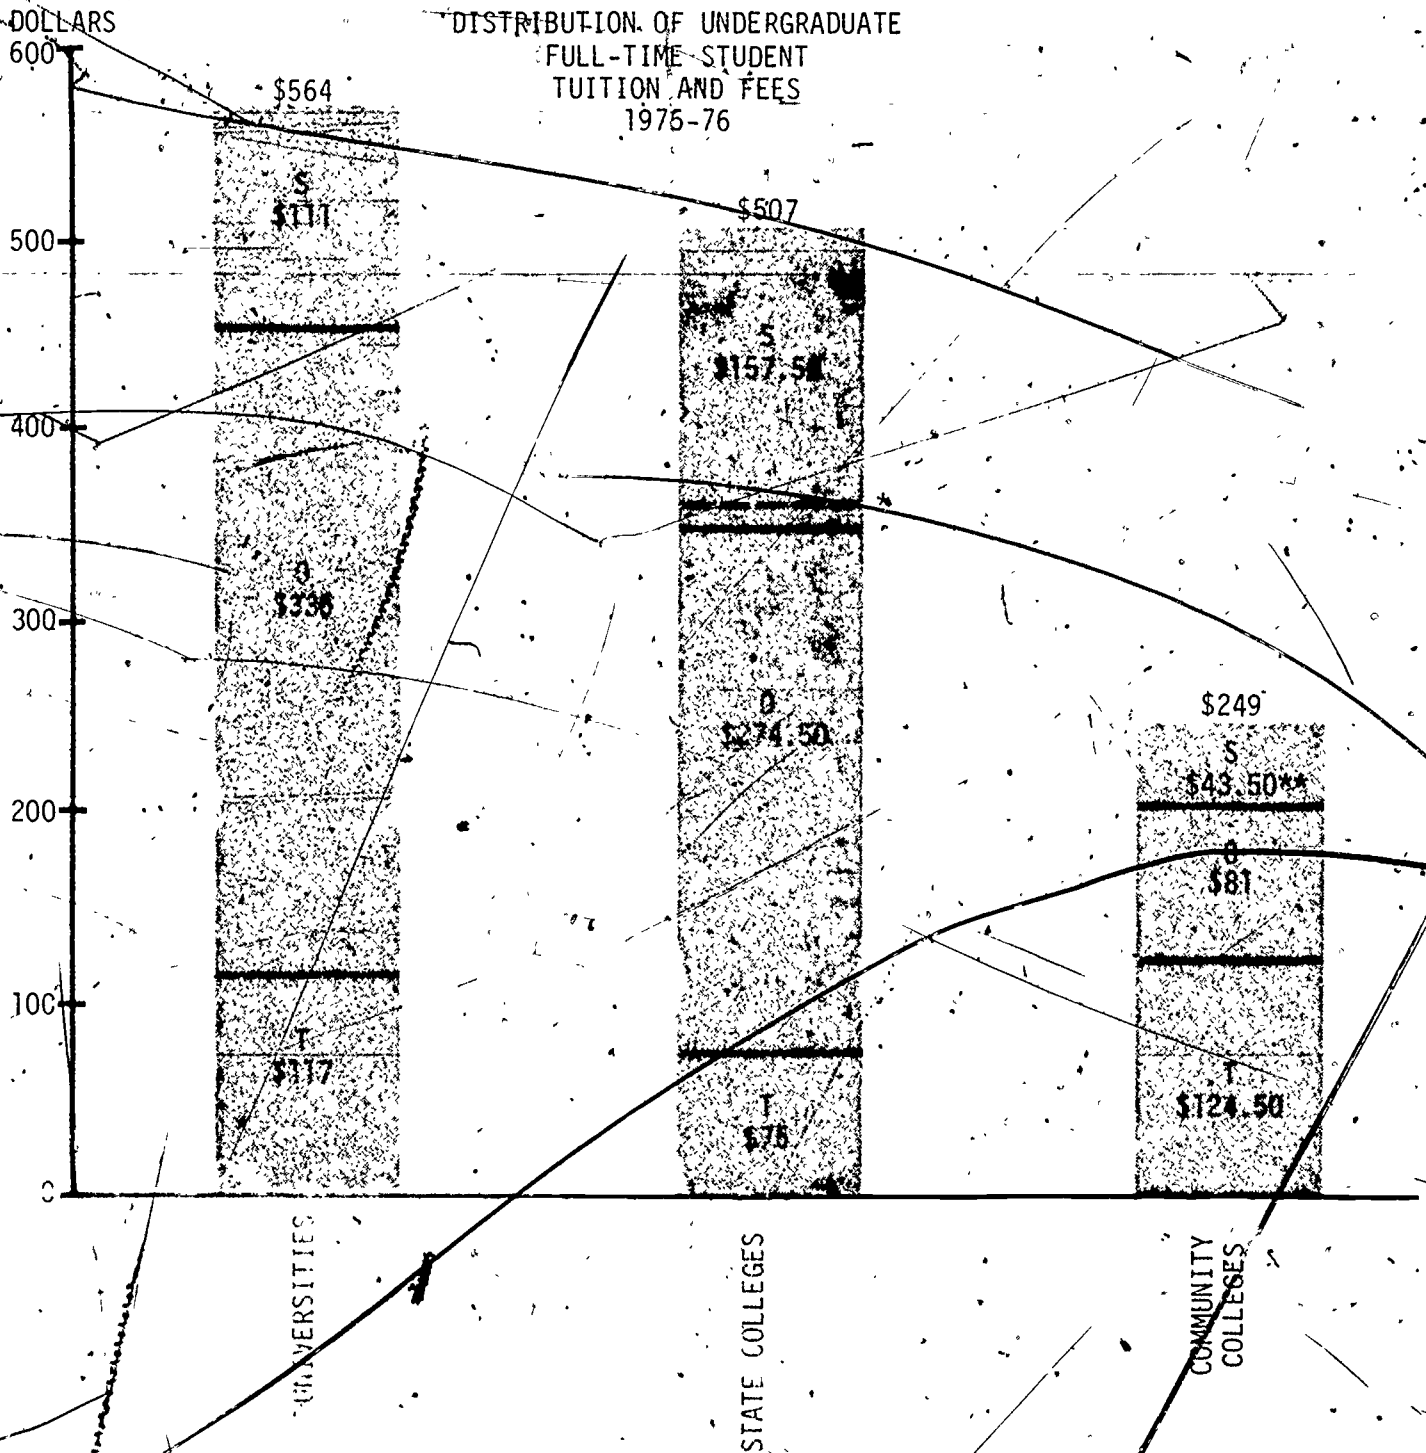 DOLLARS
DISTRIBUTION OF UNDERGRADUATE
FULL-TIME STUDENT
TUITION AND FEES
1975-76
600
500
400
300
200
100
0
$564
S
$111
O
$336
T
$117
$507
S
$157.50
*
O
$274.50
T
$75
$249
S
$43.50**
O
$81
T
$124.50
UNIVERSITIES
STATE COLLEGES
COMMUNITY
COLLEGES